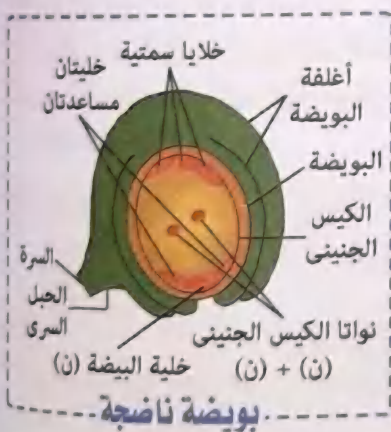 خلايا سمتية
خليتان
مساعدتان
أغلفة
البويضة
البويضة
الكيس
الجنينى
السرة
الحبل
السرى
نواتا الكيس الجنينى
(ن) + (ن)
خلية البيضة (ن)
بويضة ناضجة